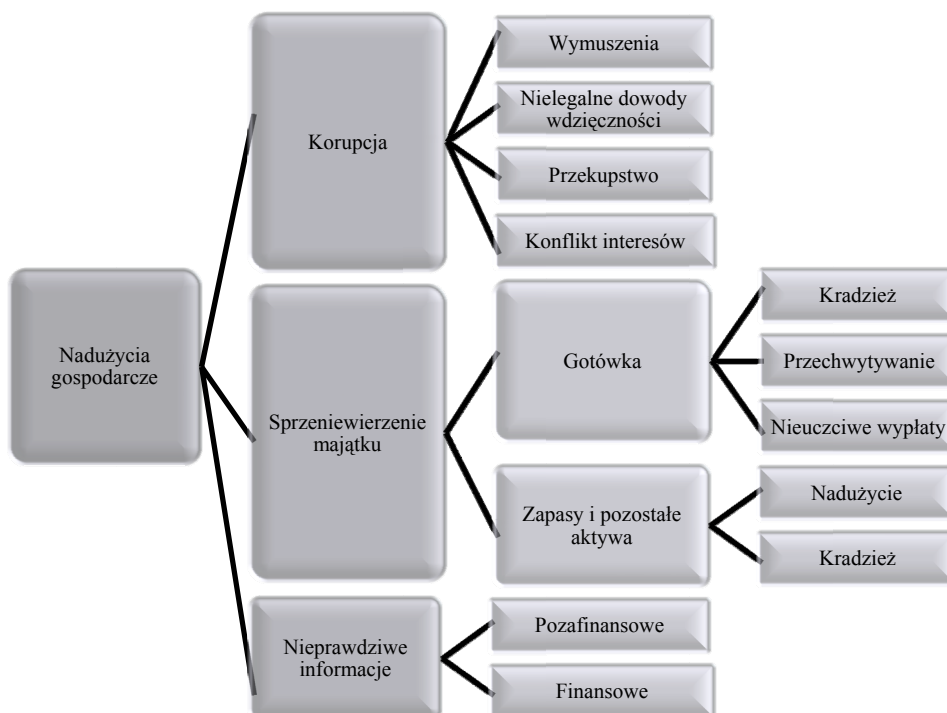 Nadużycia
gospodarcze
Korupcja
Wymuszenia
Nielegalne dowody
wdzięczności
Przekupstwo
Konflikt interesów
Sprzeniewierzenie
majątku
Gotówka
Kradzież
Przechwytywanie
Nieuczciwe wypłaty
Zapasy i pozostałe
aktywa
Nadużycie
Kradzież
Nieprawdziwe
informacje
Pozafinansowe
Finansowe